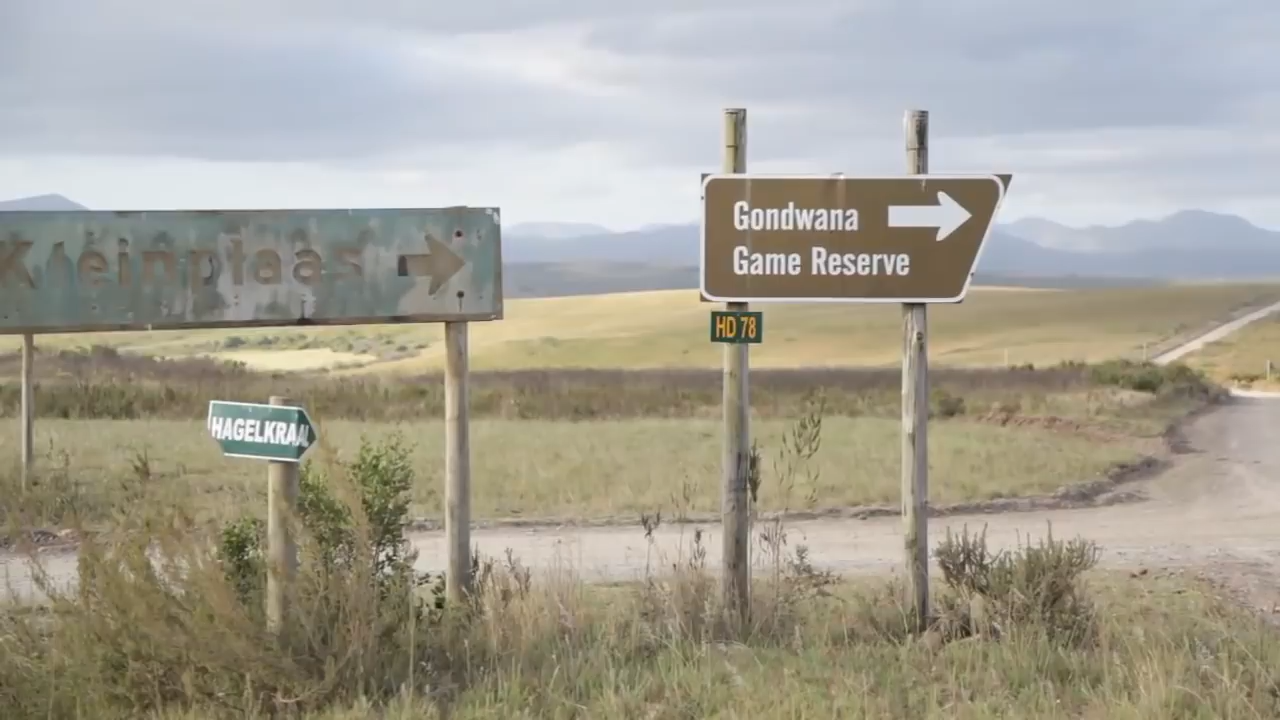 Kleinplaas
HAGELKRAAL
Gondwana
Game Reserve
HD 78